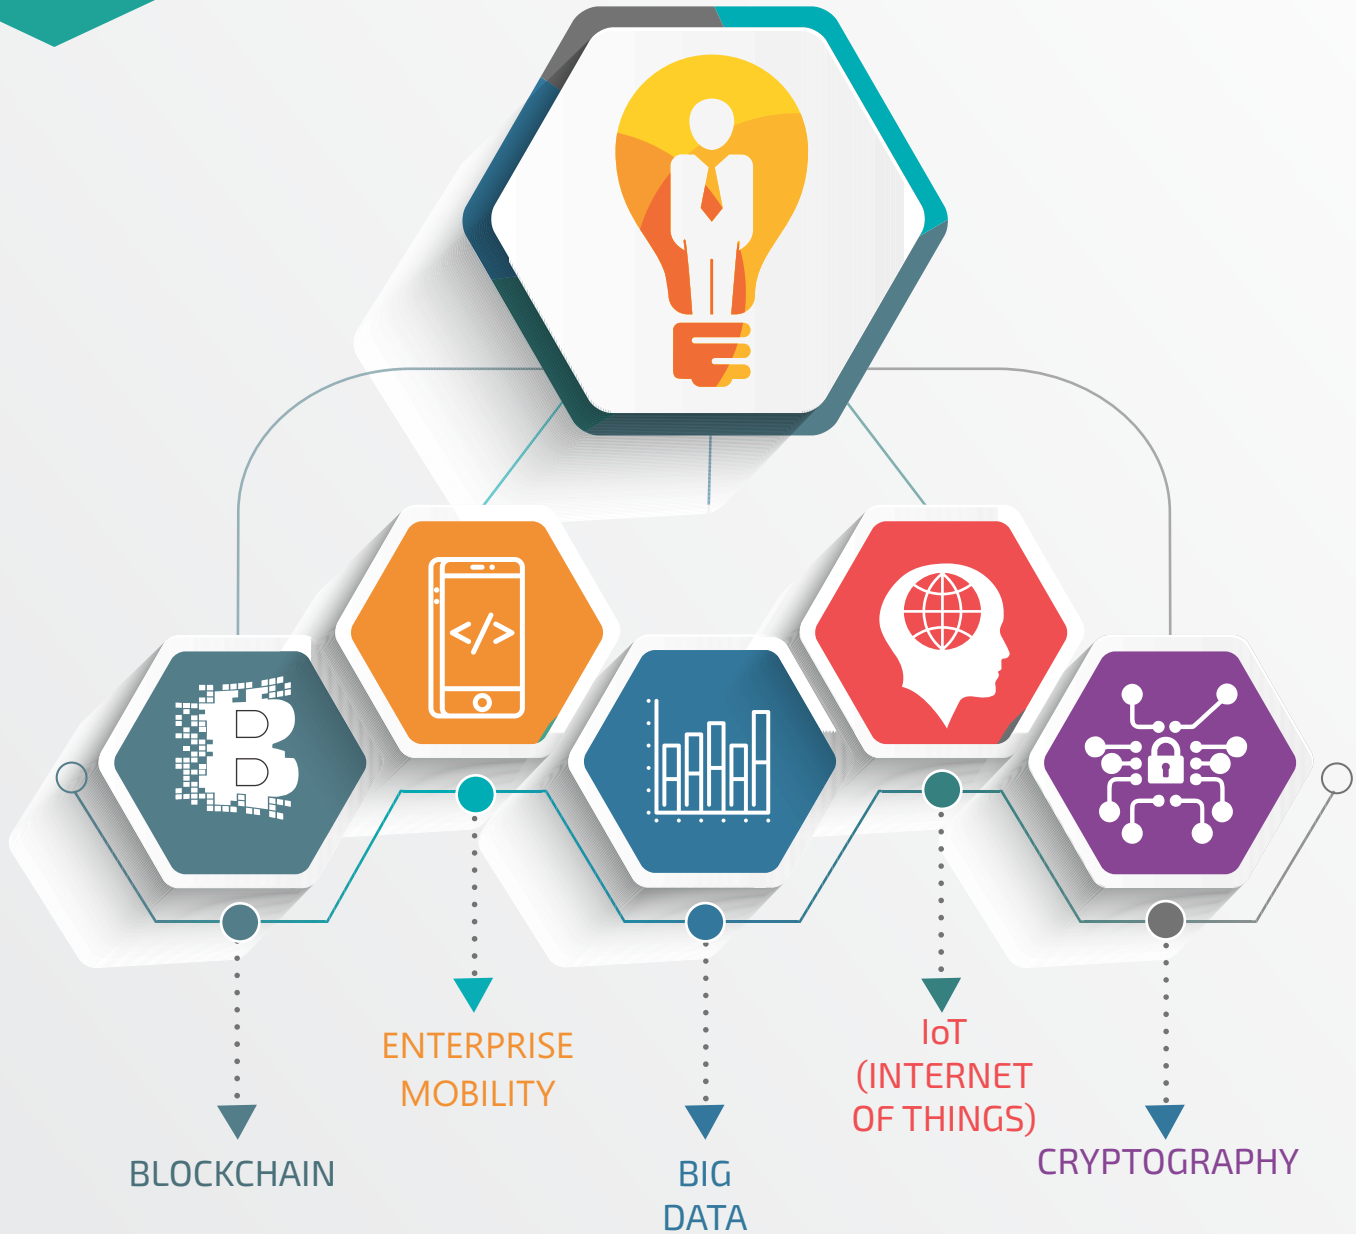 </>
BLOCKCHAIN
ENTERPRISE
MOBILITY
BIG
DATA
IoT
(INTERNET
OF THINGS)
CRYPTOGRAPHY